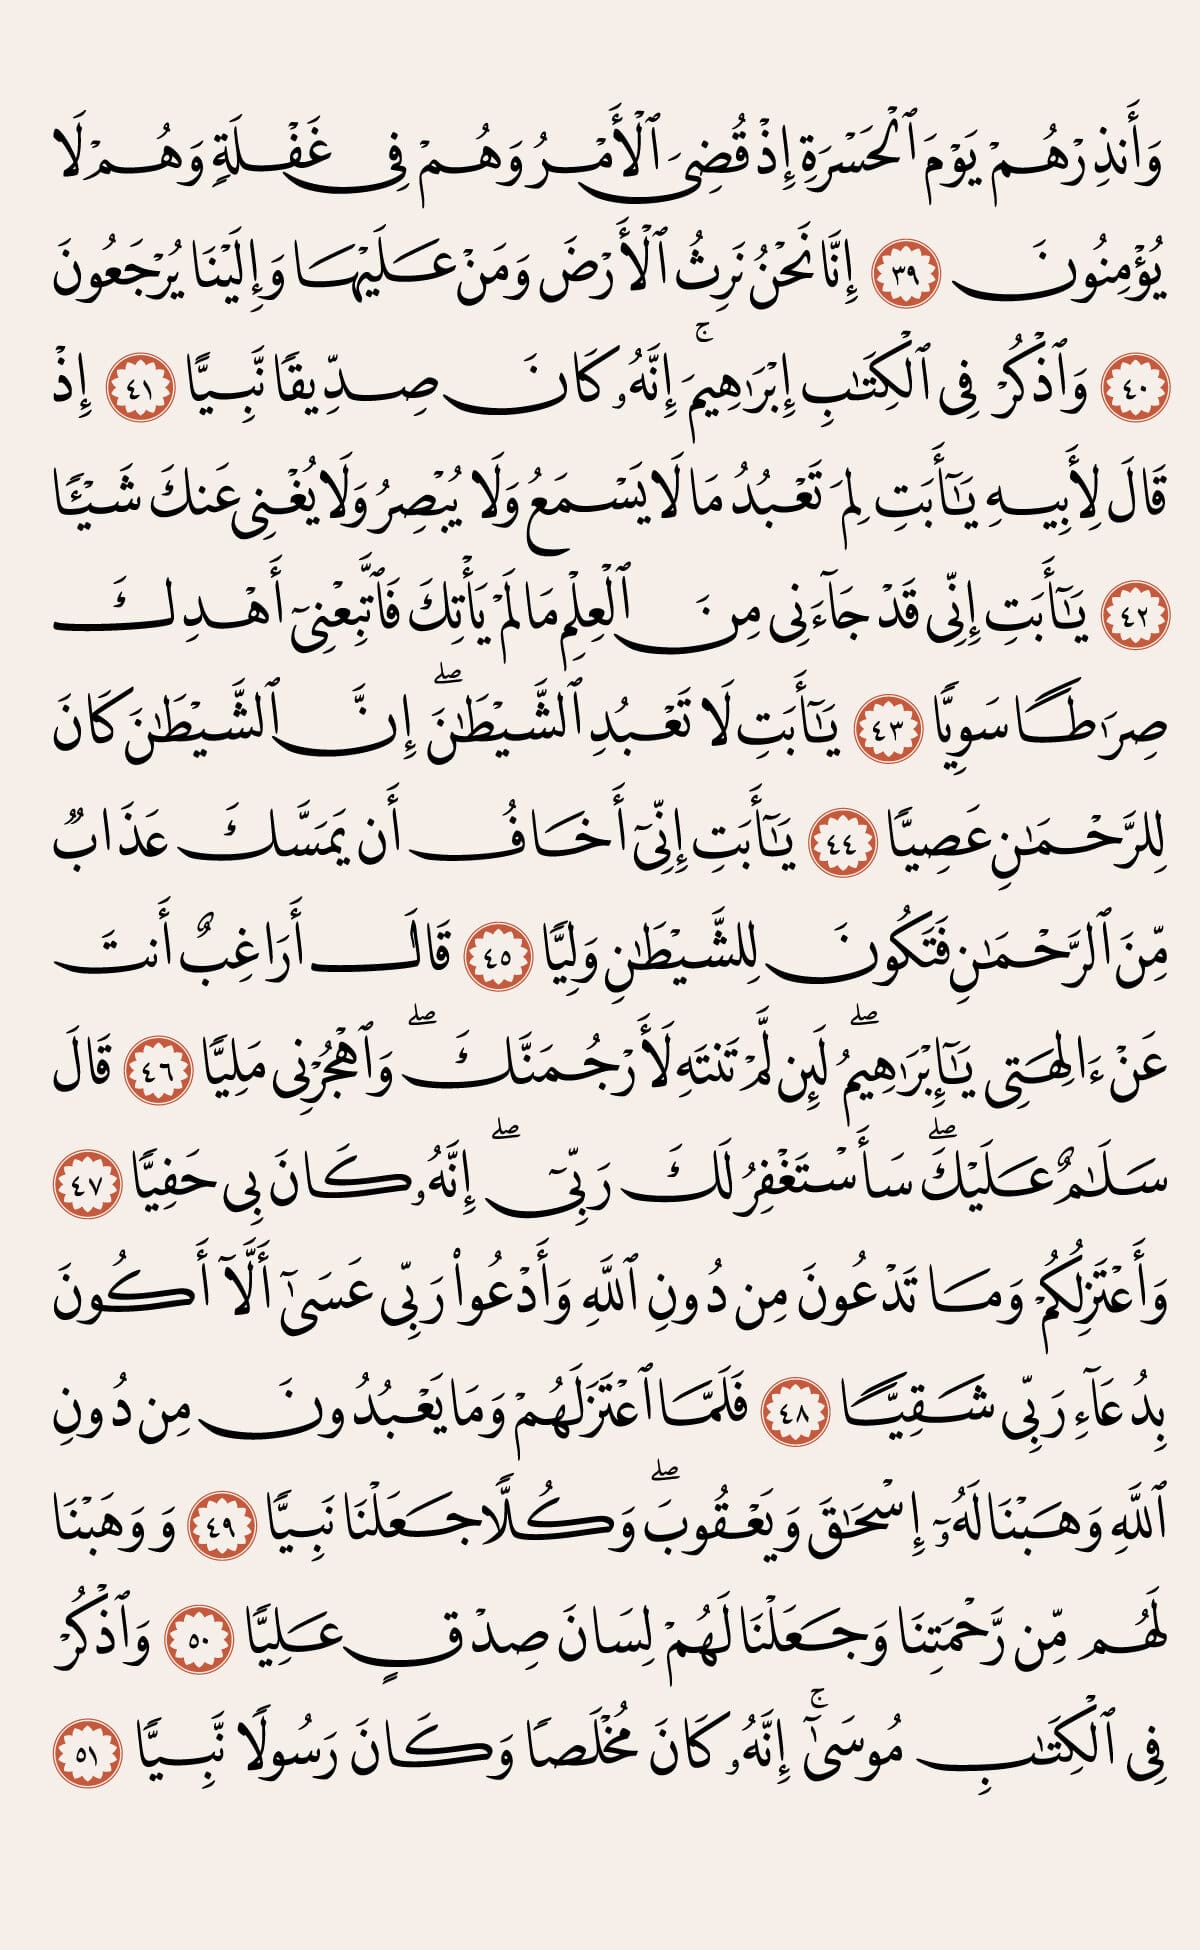 وَأَنذِرْهُمْ يَوْمَ ٱلْحَسْرَةِ إِذْ قُضِىَ ٱلْأَمْرُ وَهُمْ فِى غَفْلَةٍ وَهُمْ لَا
يُؤْمِنُونَ ٣٩ إِنَّا نَحْنُ نَرِثُ ٱلْأَرْضَ وَمَنْ عَلَيْهَا وَإِلَيْنَا يُرْجَعُونَ
٤٠ وَٱذْكُرْ فِى ٱلْكِتَٰبِ إِبْرَٰهِيمَ ۚ إِنَّهُۥ كَانَ صِدِّيقًا نَّبِيًّا ٤١ إِذْ
قَالَ لِأَبِيهِ يَٰٓأَبَتِ لِمَ تَعْبُدُ مَا لَا يَسْمَعُ وَلَا يُبْصِرُ وَلَا يُغْنِى عَنكَ شَيْـًٔا
٤٢ يَٰٓأَبَتِ إِنِّى قَدْ جَآءَنِى مِنَ ٱلْعِلْمِ مَا لَمْ يَأْتِكَ فَٱتَّبِعْنِىٓ أَهْدِكَ
صِرَٰطًا سَوِيًّا ٤٣ يَٰٓأَبَتِ لَا تَعْبُدِ ٱلشَّيْطَٰنَ ۖ إِنَّ ٱلشَّيْطَٰنَ كَانَ
لِلرَّحْمَٰنِ عَصِيًّا ٤٤ يَٰٓأَبَتِ إِنِّىٓ أَخَافُ أَن يَمَسَّكَ عَذَابٌ
مِّنَ ٱلرَّحْمَٰنِ فَتَكُونَ لِلشَّيْطَٰنِ وَلِيًّا ٤٥ قَالَ أَرَاغِبٌ أَنتَ
عَنْ ءَالِهَتِى يَٰٓإِبْرَٰهِيمُ ۖ لَئِن لَّمْ تَنتَهِ لَأَرْجُمَنَّكَ ۖ وَٱهْجُرْنِى مَلِيًّا ٤٦ قَالَ
سَلَٰمٌ عَلَيْكَ ۖ سَأَسْتَغْفِرُ لَكَ رَبِّىٓ ۖ إِنَّهُۥ كَانَ بِى حَفِيًّا ٤٧
وَأَعْتَزِلُكُمْ وَمَا تَدْعُونَ مِن دُونِ ٱللَّهِ وَأَدْعُوا۟ رَبِّى عَسَىٰٓ أَلَّآ أَكُونَ
بِدُعَآءِ رَبِّى شَقِيًّا ٤٨ فَلَمَّا ٱعْتَزَلَهُمْ وَمَا يَعْبُدُونَ مِن دُونِ
ٱللَّهِ وَهَبْنَا لَهُۥٓ إِسْحَٰقَ وَيَعْقُوبَ ۖ وَكُلًّا جَعَلْنَا نَبِيًّا ٤٩ وَوَهَبْنَا
لَهُم مِّن رَّحْمَتِنَا وَجَعَلْنَا لَهُمْ لِسَانَ صِدْقٍ عَلِيًّا ٥٠ وَٱذْكُرْ
فِى ٱلْكِتَٰبِ مُوسَىٰٓ ۚ إِنَّهُۥ كَانَ مُخْلَصًا وَكَانَ رَسُولًا نَّبِيًّا ٥١